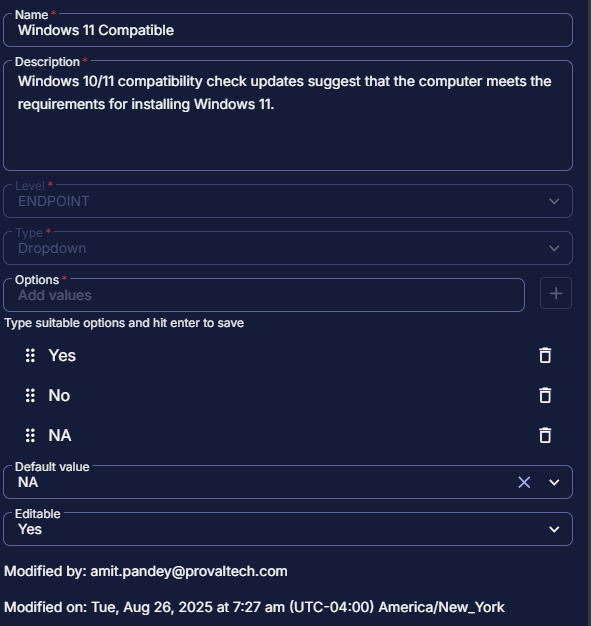 Name *
Windows 11 Compatible
Description *
Windows 10/11 compatibility check updates suggest that the computer meets the
requirements for installing Windows 11.
Level *
ENDPOINT
Type *
Dropdown
Options *
Add values
Type suitable options and hit enter to save
Yes
No
NA
Default value
NA
Editable
Yes
Modified by: amit.pandey@provaltech.com
Modified on: Tue, Aug 26, 2025 at 7:27 am (UTC-04:00) America/New_York